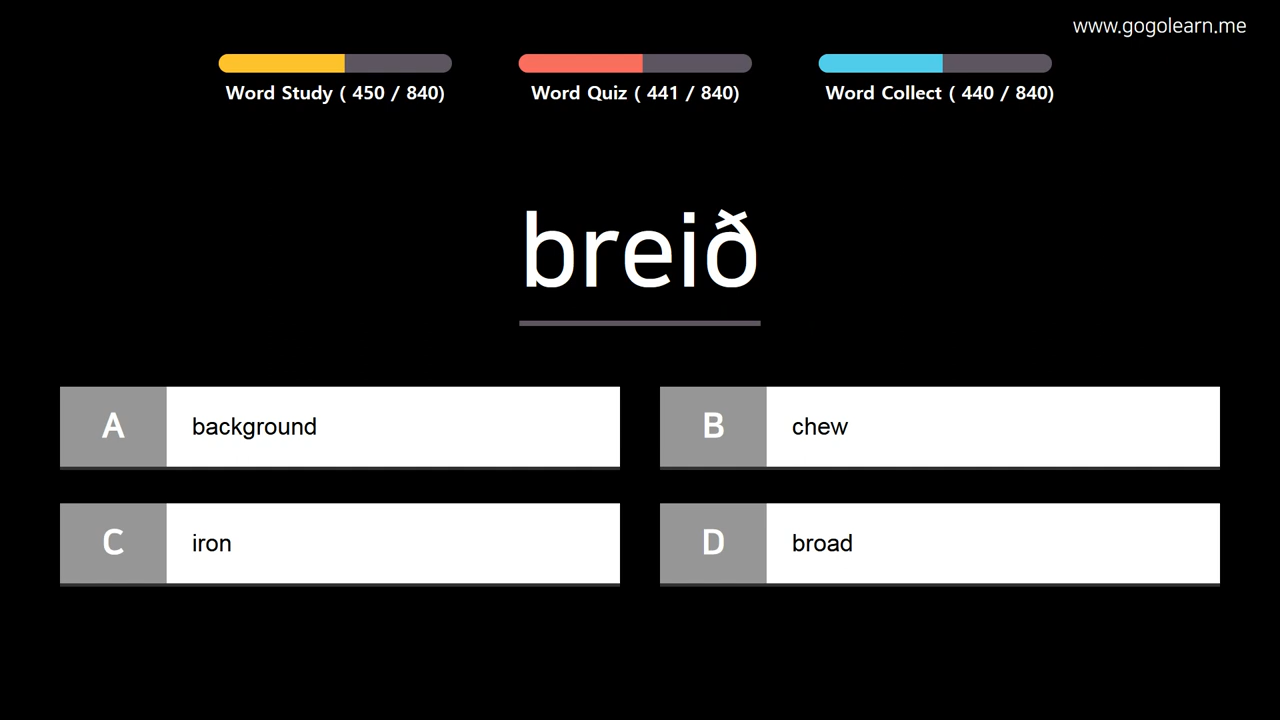 www.gogolearn.me
Word Study ( 450 / 840)
Word Quiz ( 441 / 840)
Word Collect ( 440 / 840)
breið
A background
B chew
C iron
D broad